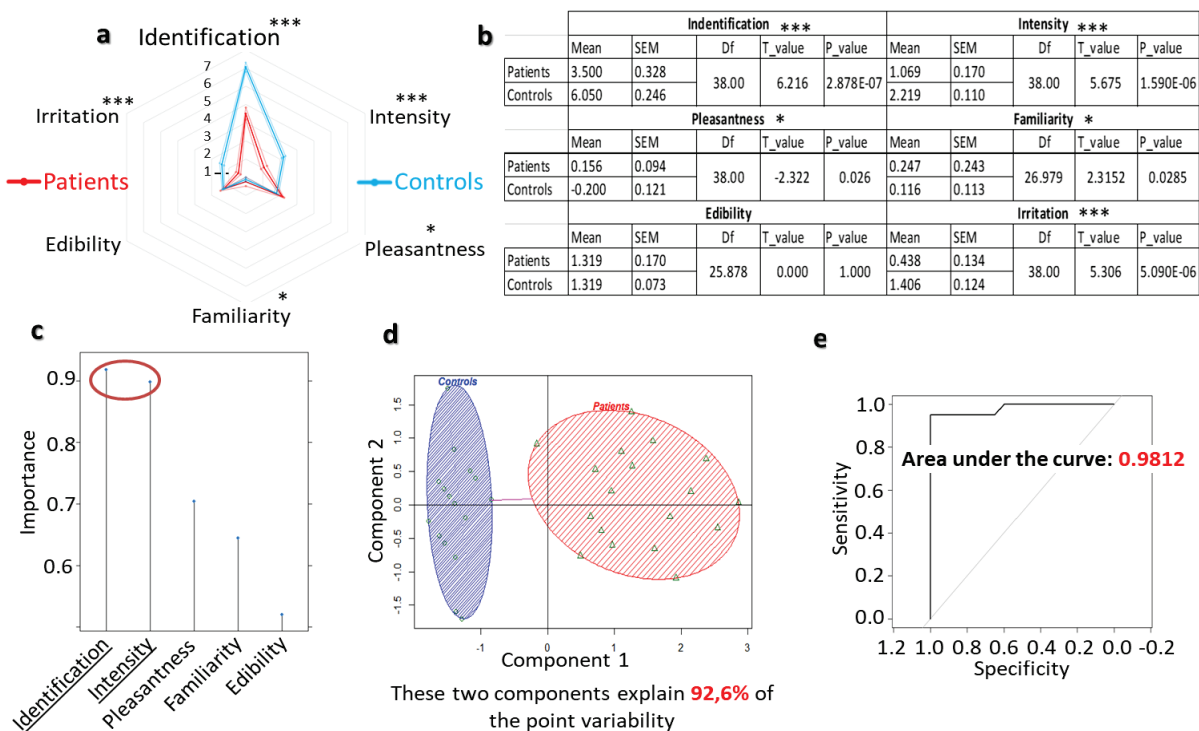 a
Identification ***
7
6
5
4
3
2
1
Irritation ***
Intensity ***
Patients
Controls
Edibility
Pleasantness *
Familiarity *
b
Indentification *** Intensity ***
Mean SEM Df T_value P_value Mean SEM Df T_value P_value
Patients 3.500 0.328 38.00 6.216 2.878E-07 1.069 0.170 38.00 5.675 1.590E-06
Controls 6.050 0.246 2.219 0.110
Pleasantness * Familiarity *
Mean SEM Df T_value P_value Mean SEM Df T_value P_value
Patients 0.156 0.094 38.00 -2.322 0.026 0.247 0.243 26.979 2.3152 0.0285
Controls -0.200 0.121 0.116 0.113
Edibility Irritation ***
Mean SEM Df T_value P_value Mean SEM Df T_value P_value
Patients 1.319 0.170 25.878 0.000 1.000 0.438 0.134 38.00 5.306 5.090E-06
Controls 1.319 0.073 1.406 0.124
c
Importance
0.9
0.8
0.7
0.6
Identification
Intensity
Pleasantness
Familiarity
Edibility
d
Controls
Patients
Component 2
1.5
1.0
0.5
0.0
-0.5
-1.0
-1.5
-1 0 1 2 3
Component 1
These two components explain 92,6% of
the point variability
e
Sensitivity
1.0
0.8
0.6
0.4
0.2
0.0
Area under the curve: 0.9812
1.2 1.0 0.8 0.6 0.4 0.2 0.0 -0.2
Specificity